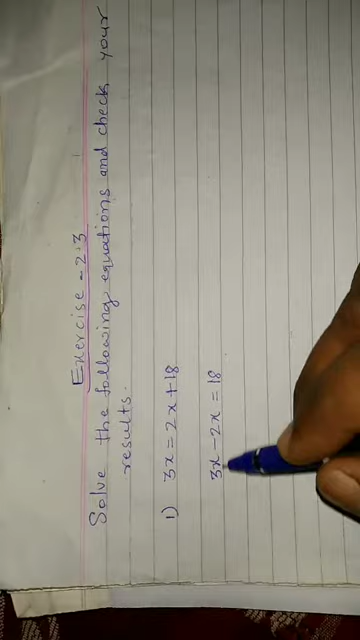 Exercise - 2.3
Solve the following equations and check your
results.
1) 3x = 2x + 18
3x - 2x = 18